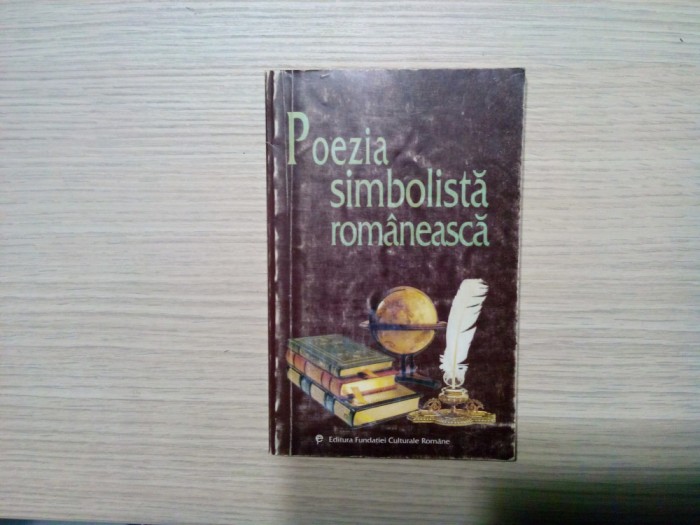 Poezia
simbolistă
românească
Editura Fundației Culturale Române